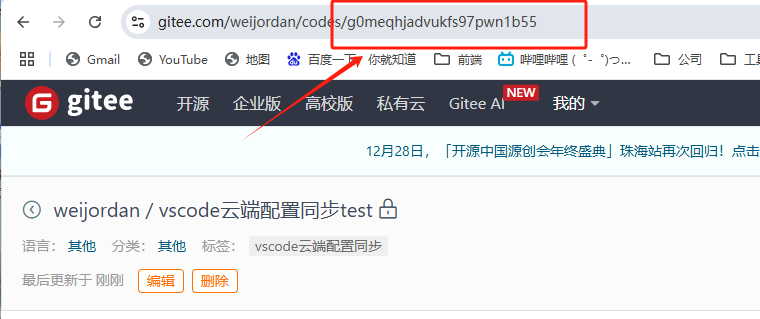 gitee.com/weijordan/codes/g0meqhjadvukfs97pwn1b55
Gmail YouTube 地图 百度一下，你就知道 前端 哔哩哔哩 ( ゜- ゜)つ... 公司
G gitee 开源 企业版 高校版 私有云 Gitee AI NEW 我的
12月28日，「开源中国源创会年终盛典」珠海站再次回归！点击
weijordan / vscode云端配置同步test
语言： 其他 分类： 其他 标签： vscode云端配置同步
最后更新于 刚刚 编辑 删除